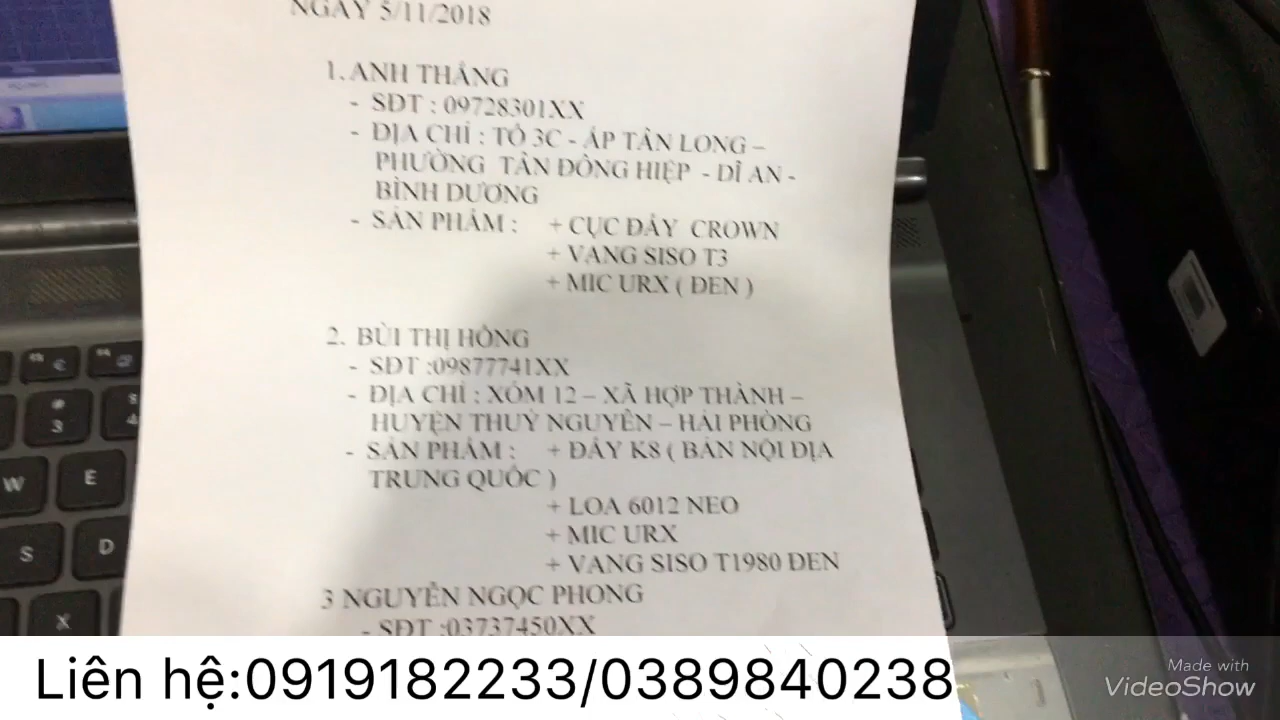 NGÀY 5/11/2018
1. ANH THẮNG
- SĐT : 09728301XX
- ĐỊA CHỈ : TỔ 3C - ẤP TÂN LONG –
PHƯỜNG TÂN ĐÔNG HIỆP - DĨ AN -
BÌNH DƯƠNG
- SẢN PHẨM : + CỤC ĐẨY CROWN
+ VANG SISO T3
+ MIC URX ( ĐEN )
2. BÙI THỊ HỒNG
- SĐT :09877741XX
- ĐỊA CHỈ : XÓM 12 – XÃ HỢP THÀNH –
HUYỆN THUỶ NGUYÊN – HẢI PHÒNG
- SẢN PHẨM : + ĐẨY K8 ( BẢN NỘI ĐỊA
TRUNG QUỐC )
+ LOA 6012 NEO
+ MIC URX
+ VANG SISO T1980 ĐEN
3 NGUYỄN NGỌC PHONG
- SĐT :03737450XX
Liên hệ:0919182233/0389840238
Made with
VideoShow
€
3
4
W
E
S
D
X